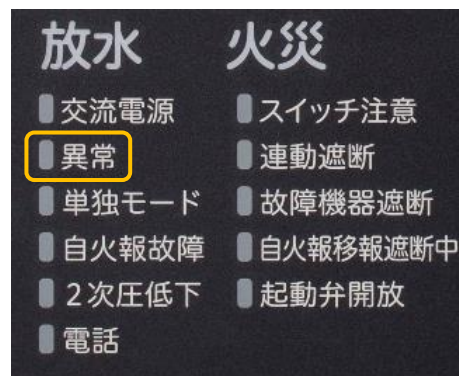 放水 火災
交流電源 スイッチ注意
異常 連動遮断
単独モード 故障機器遮断
自火報故障 自火報移報遮断中
2次圧低下 起動弁開放
電話